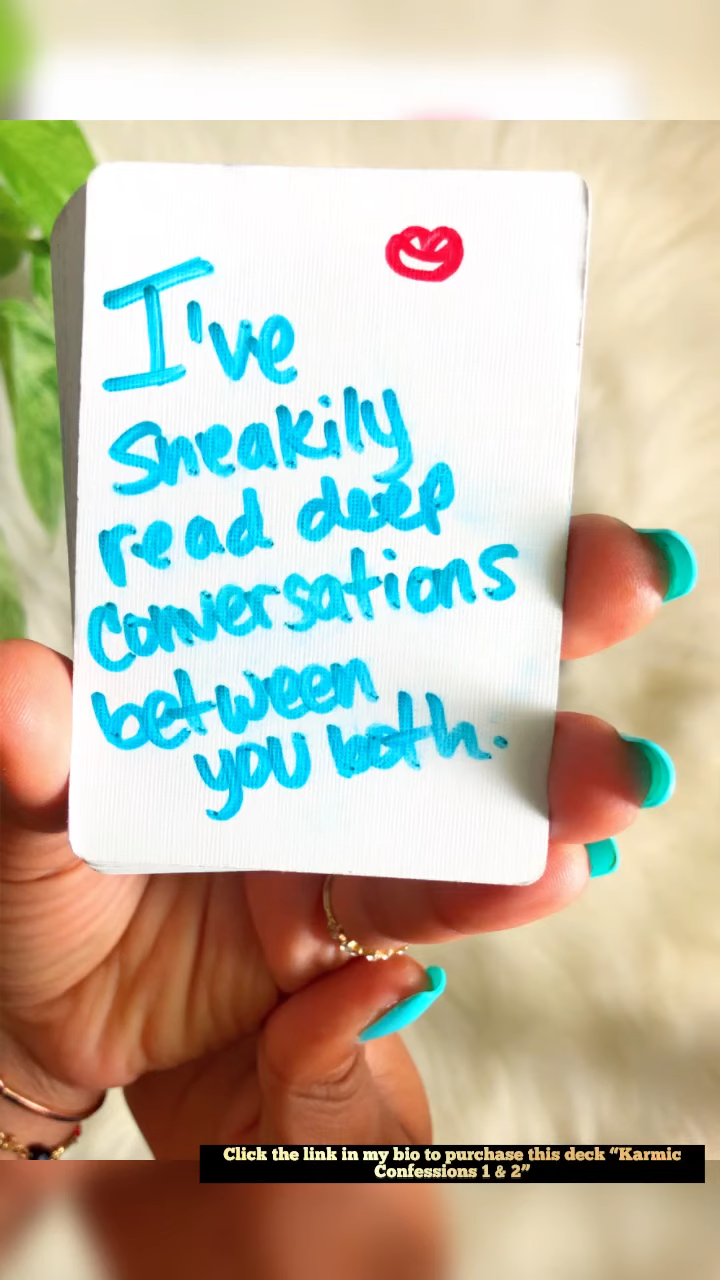 I've
Sneakily
read deep
Conversations
between
you both.
Click the link in my bio to purchase this deck “Karmic
Confessions 1 & 2”